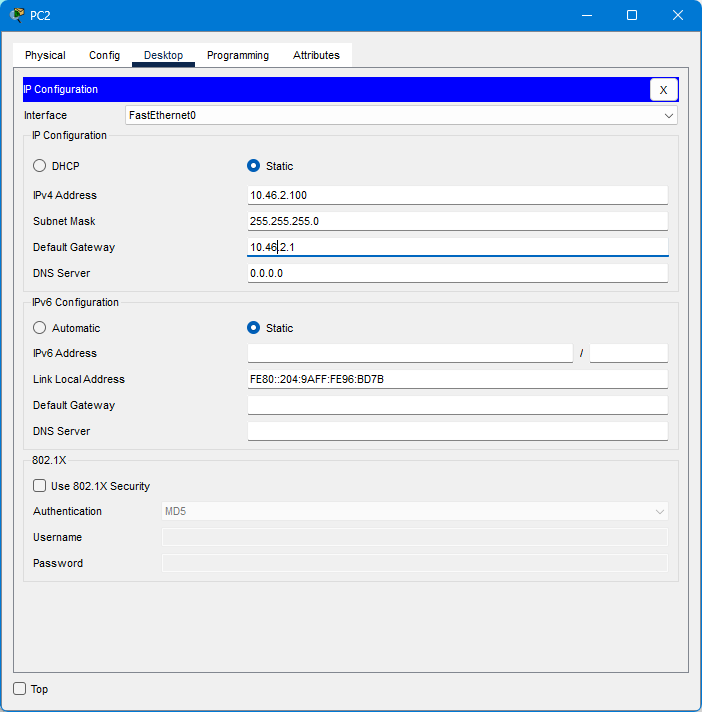 PC2
Physical Config Desktop Programming Attributes
IP Configuration X
Interface FastEthernet0
IP Configuration
DHCP Static
IPv4 Address 10.46.2.100
Subnet Mask 255.255.255.0
Default Gateway 10.46.2.1
DNS Server 0.0.0.0
IPv6 Configuration
Automatic Static
IPv6 Address /
Link Local Address FE80::204:9AFF:FE96:BD7B
Default Gateway
DNS Server
802.1X
Use 802.1X Security
Authentication MD5
Username
Password
Top